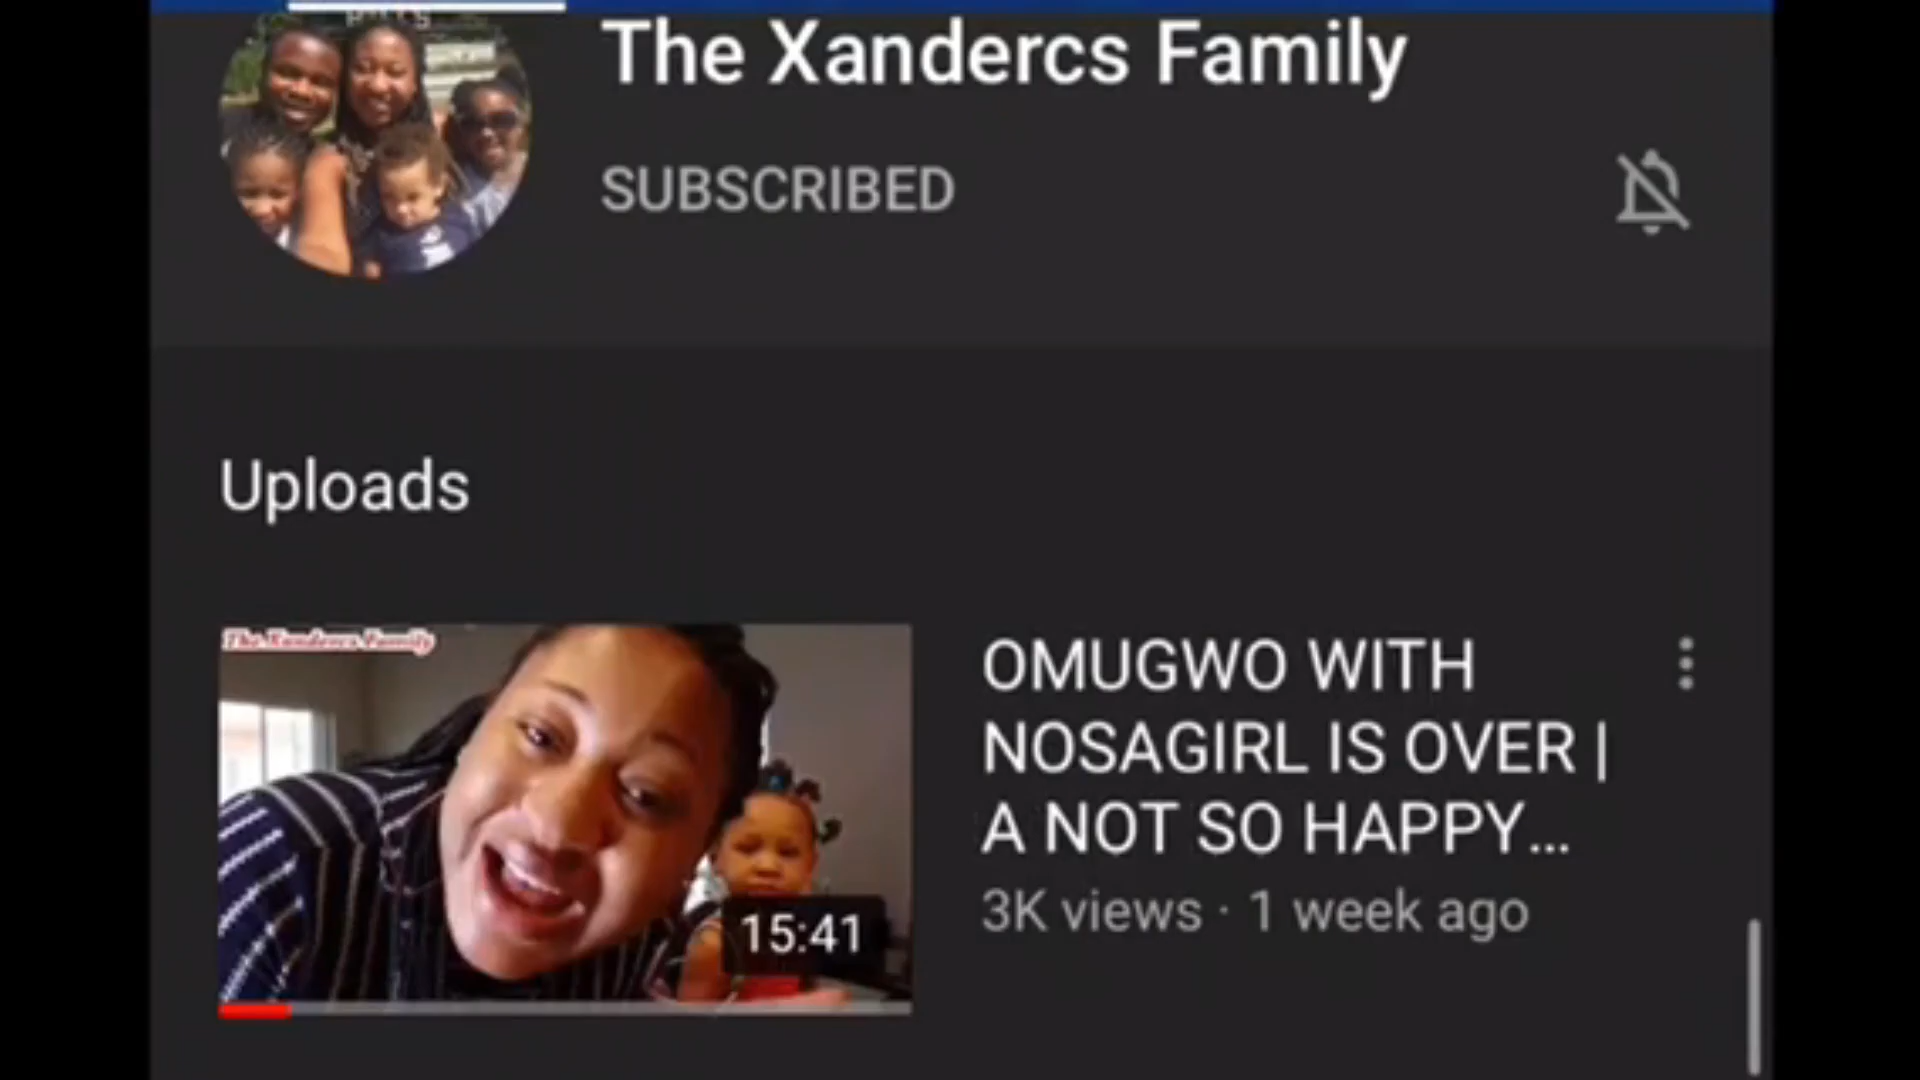 The Xandercs Family
SUBSCRIBED
Uploads
The Xandercs Family
15:41
OMUGWO WITH
NOSAGIRL IS OVER |
A NOT SO HAPPY...
3K views · 1 week ago